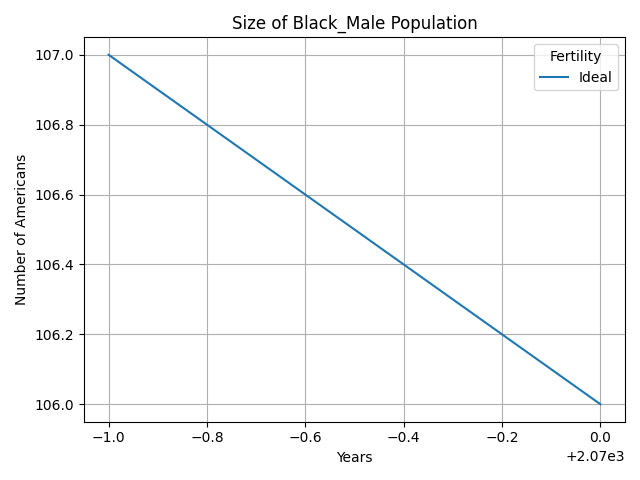 Size of Black_Male Population
Fertility
Ideal
Number of Americans
107.0
106.8
106.6
106.4
106.2
106.0
−1.0 −0.8 −0.6 −0.4 −0.2 0.0
+2.07e3
Years